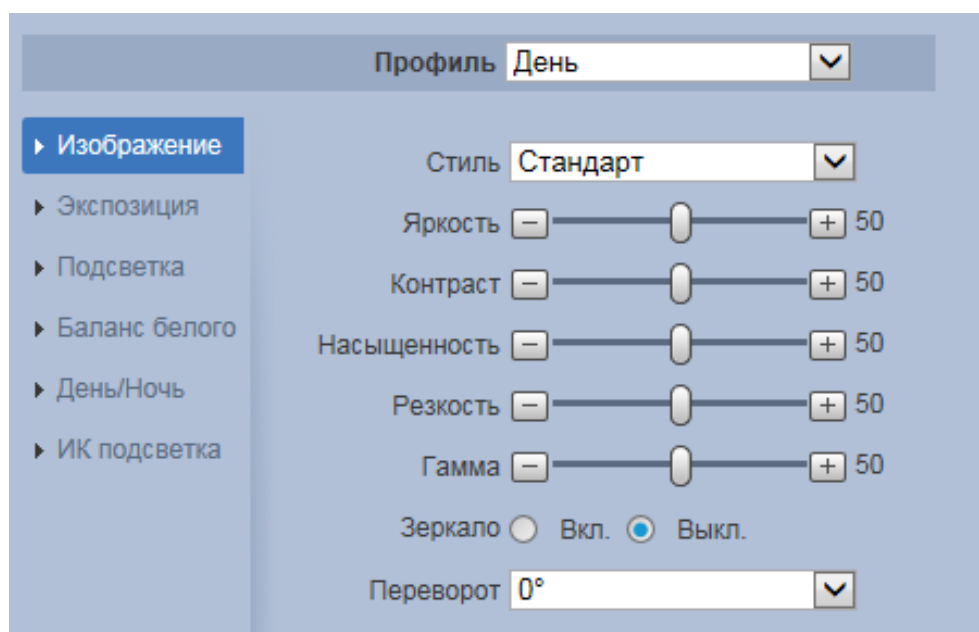 Профиль День
Изображение
Стиль Стандарт
Экспозиция
Яркость 50
Подсветка
Контраст 50
Баланс белого
Насыщенность 50
День/Ночь
Резкость 50
ИК подсветка
Гамма 50
Зеркало Вкл. Выкл.
Переворот 0°